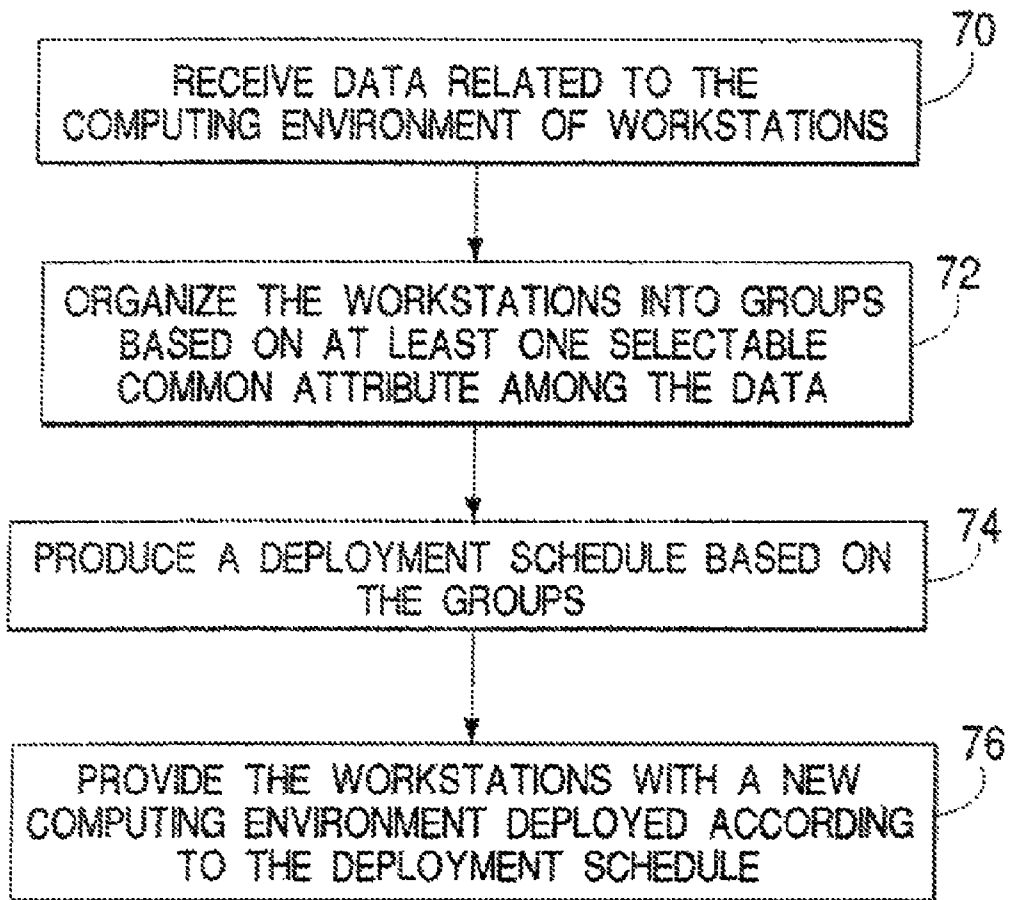 70
RECEIVE DATA RELATED TO THE
COMPUTING ENVIRONMENT OF WORKSTATIONS
72
ORGANIZE THE WORKSTATIONS INTO GROUPS
BASED ON AT LEAST ONE SELECTABLE
COMMON ATTRIBUTE AMONG THE DATA
74
PRODUCE A DEPLOYMENT SCHEDULE BASED ON
THE GROUPS
76
PROVIDE THE WORKSTATIONS WITH A NEW
COMPUTING ENVIRONMENT DEPLOYED ACCORDING
TO THE DEPLOYMENT SCHEDULE